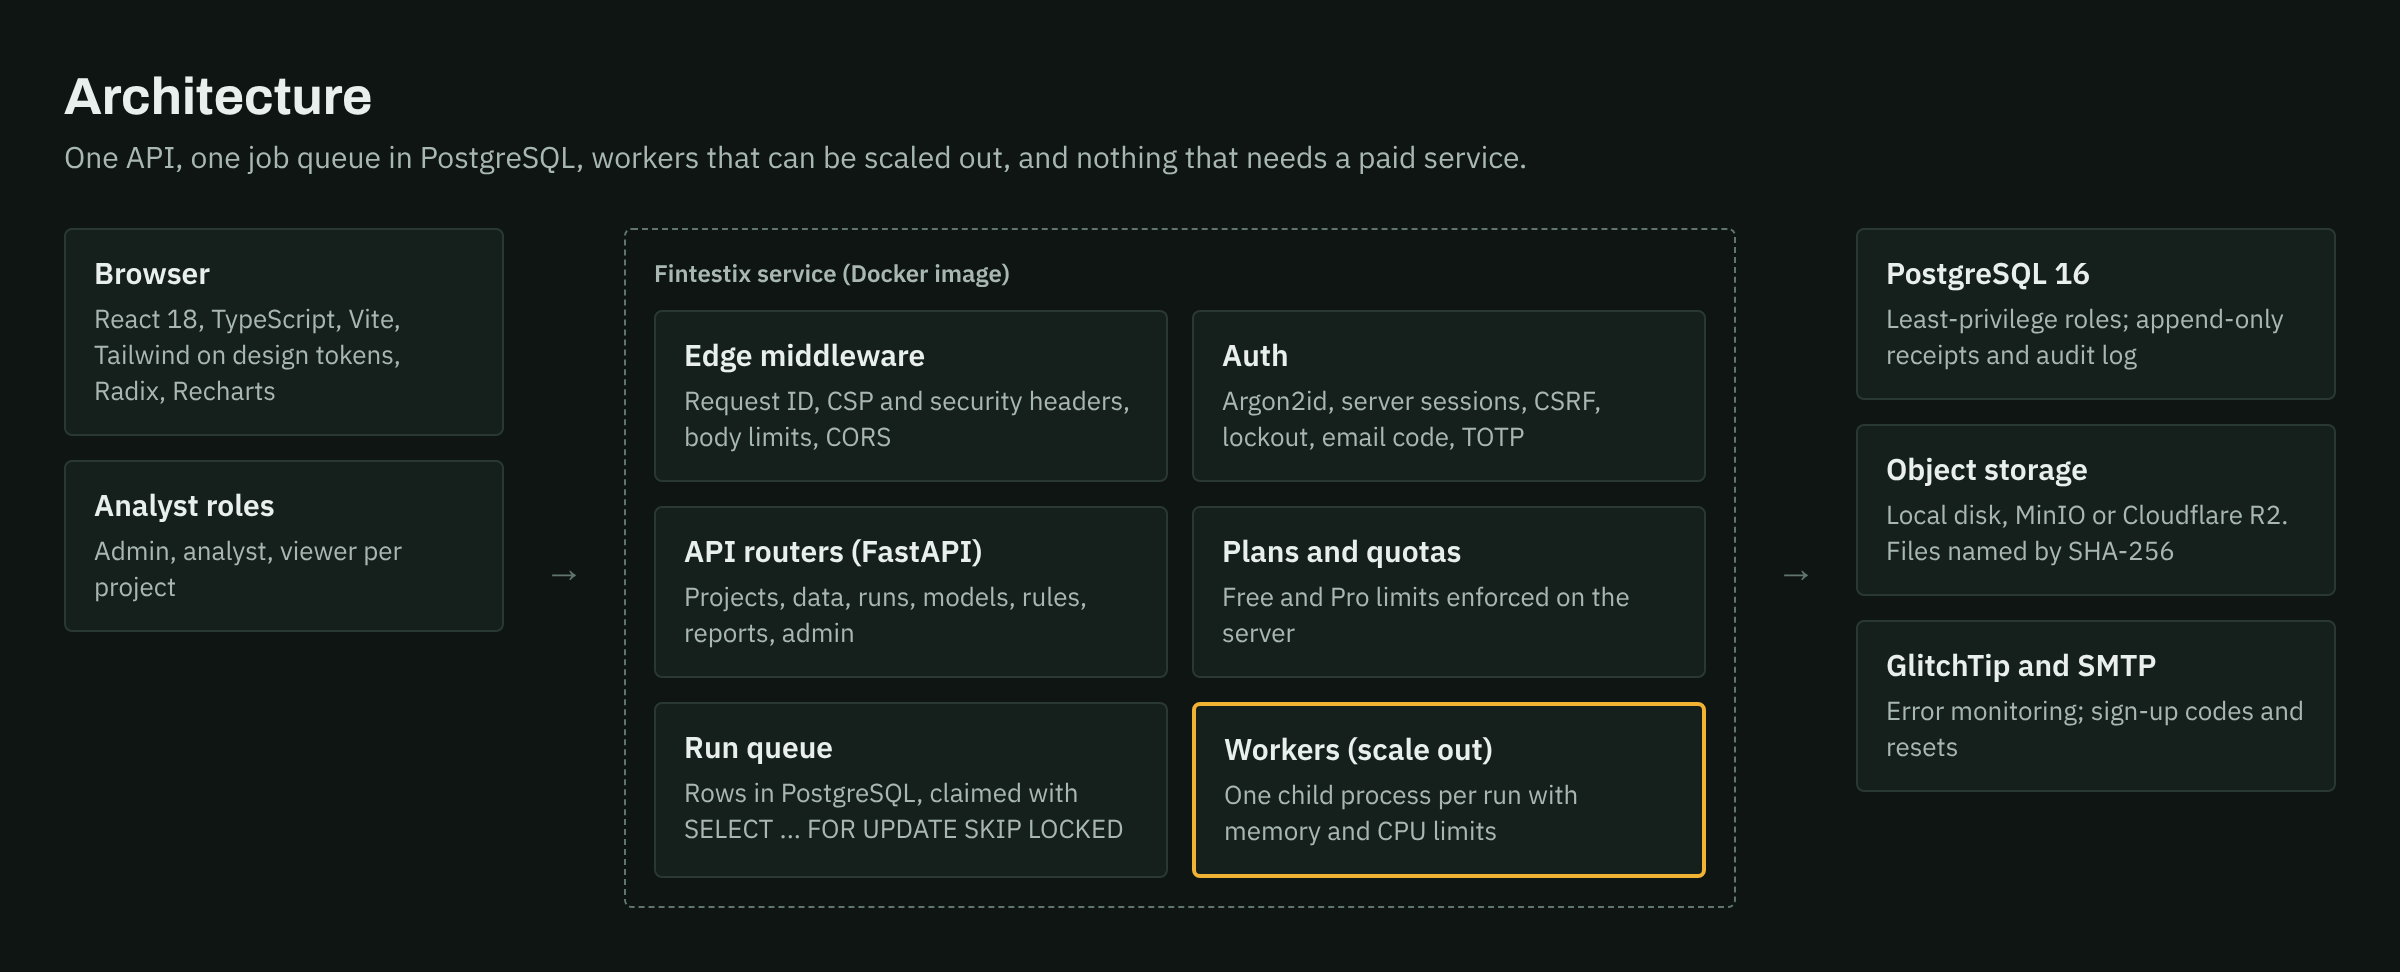 Architecture
One API, one job queue in PostgreSQL, workers that can be scaled out, and nothing that needs a paid service.
Browser
React 18, TypeScript, Vite,
Tailwind on design tokens,
Radix, Recharts
Analyst roles
Admin, analyst, viewer per
project
→
Fintestix service (Docker image)
Edge middleware
Request ID, CSP and security headers,
body limits, CORS
Auth
Argon2id, server sessions, CSRF,
lockout, email code, TOTP
API routers (FastAPI)
Projects, data, runs, models, rules,
reports, admin
Plans and quotas
Free and Pro limits enforced on the
server
Run queue
Rows in PostgreSQL, claimed with
SELECT ... FOR UPDATE SKIP LOCKED
Workers (scale out)
One child process per run with
memory and CPU limits
→
PostgreSQL 16
Least-privilege roles; append-only
receipts and audit log
Object storage
Local disk, MinIO or Cloudflare R2.
Files named by SHA-256
GlitchTip and SMTP
Error monitoring; sign-up codes and
resets